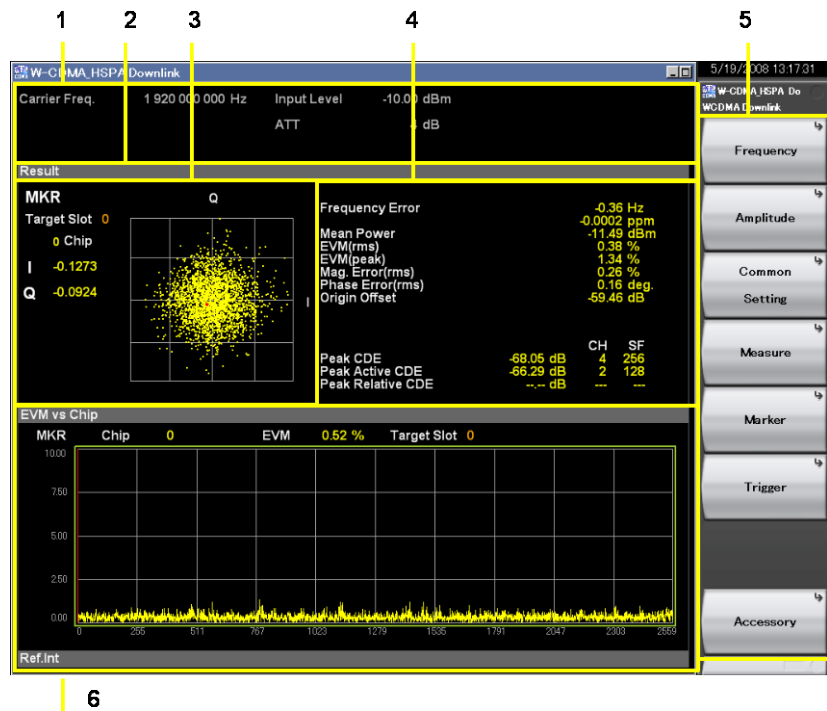 1 2 3 4 5
W-CDMA_HSPA Downlink
5/19/2008 13:17:31
W-CDMA_HSPA Do
WCDMA Downlink
Carrier Freq. 1 920 000 000 Hz Input Level -10.00 dBm
ATT 4 dB
Result
MKR
Target Slot 0
0 Chip
I -0.1273
Q -0.0924
Q
I
Frequency Error -0.36 Hz
-0.0002 ppm
Mean Power -11.49 dBm
EVM(rms) 0.38 %
EVM(peak) 1.34 %
Mag. Error(rms) 0.26 %
Phase Error(rms) 0.16 deg.
Origin Offset -59.46 dB
CH SF
Peak CDE -68.05 dB 4 256
Peak Active CDE -66.29 dB 2 128
Peak Relative CDE --.-- dB --- ---
EVM vs Chip
MKR Chip 0 EVM 0.52 % Target Slot 0
10.00
7.50
5.00
2.50
0.00
0 255 511 767 1023 1279 1535 1791 2047 2303 2559
Ref.Int
Frequency
Amplitude
Common
Setting
Measure
Marker
Trigger
Accessory
6